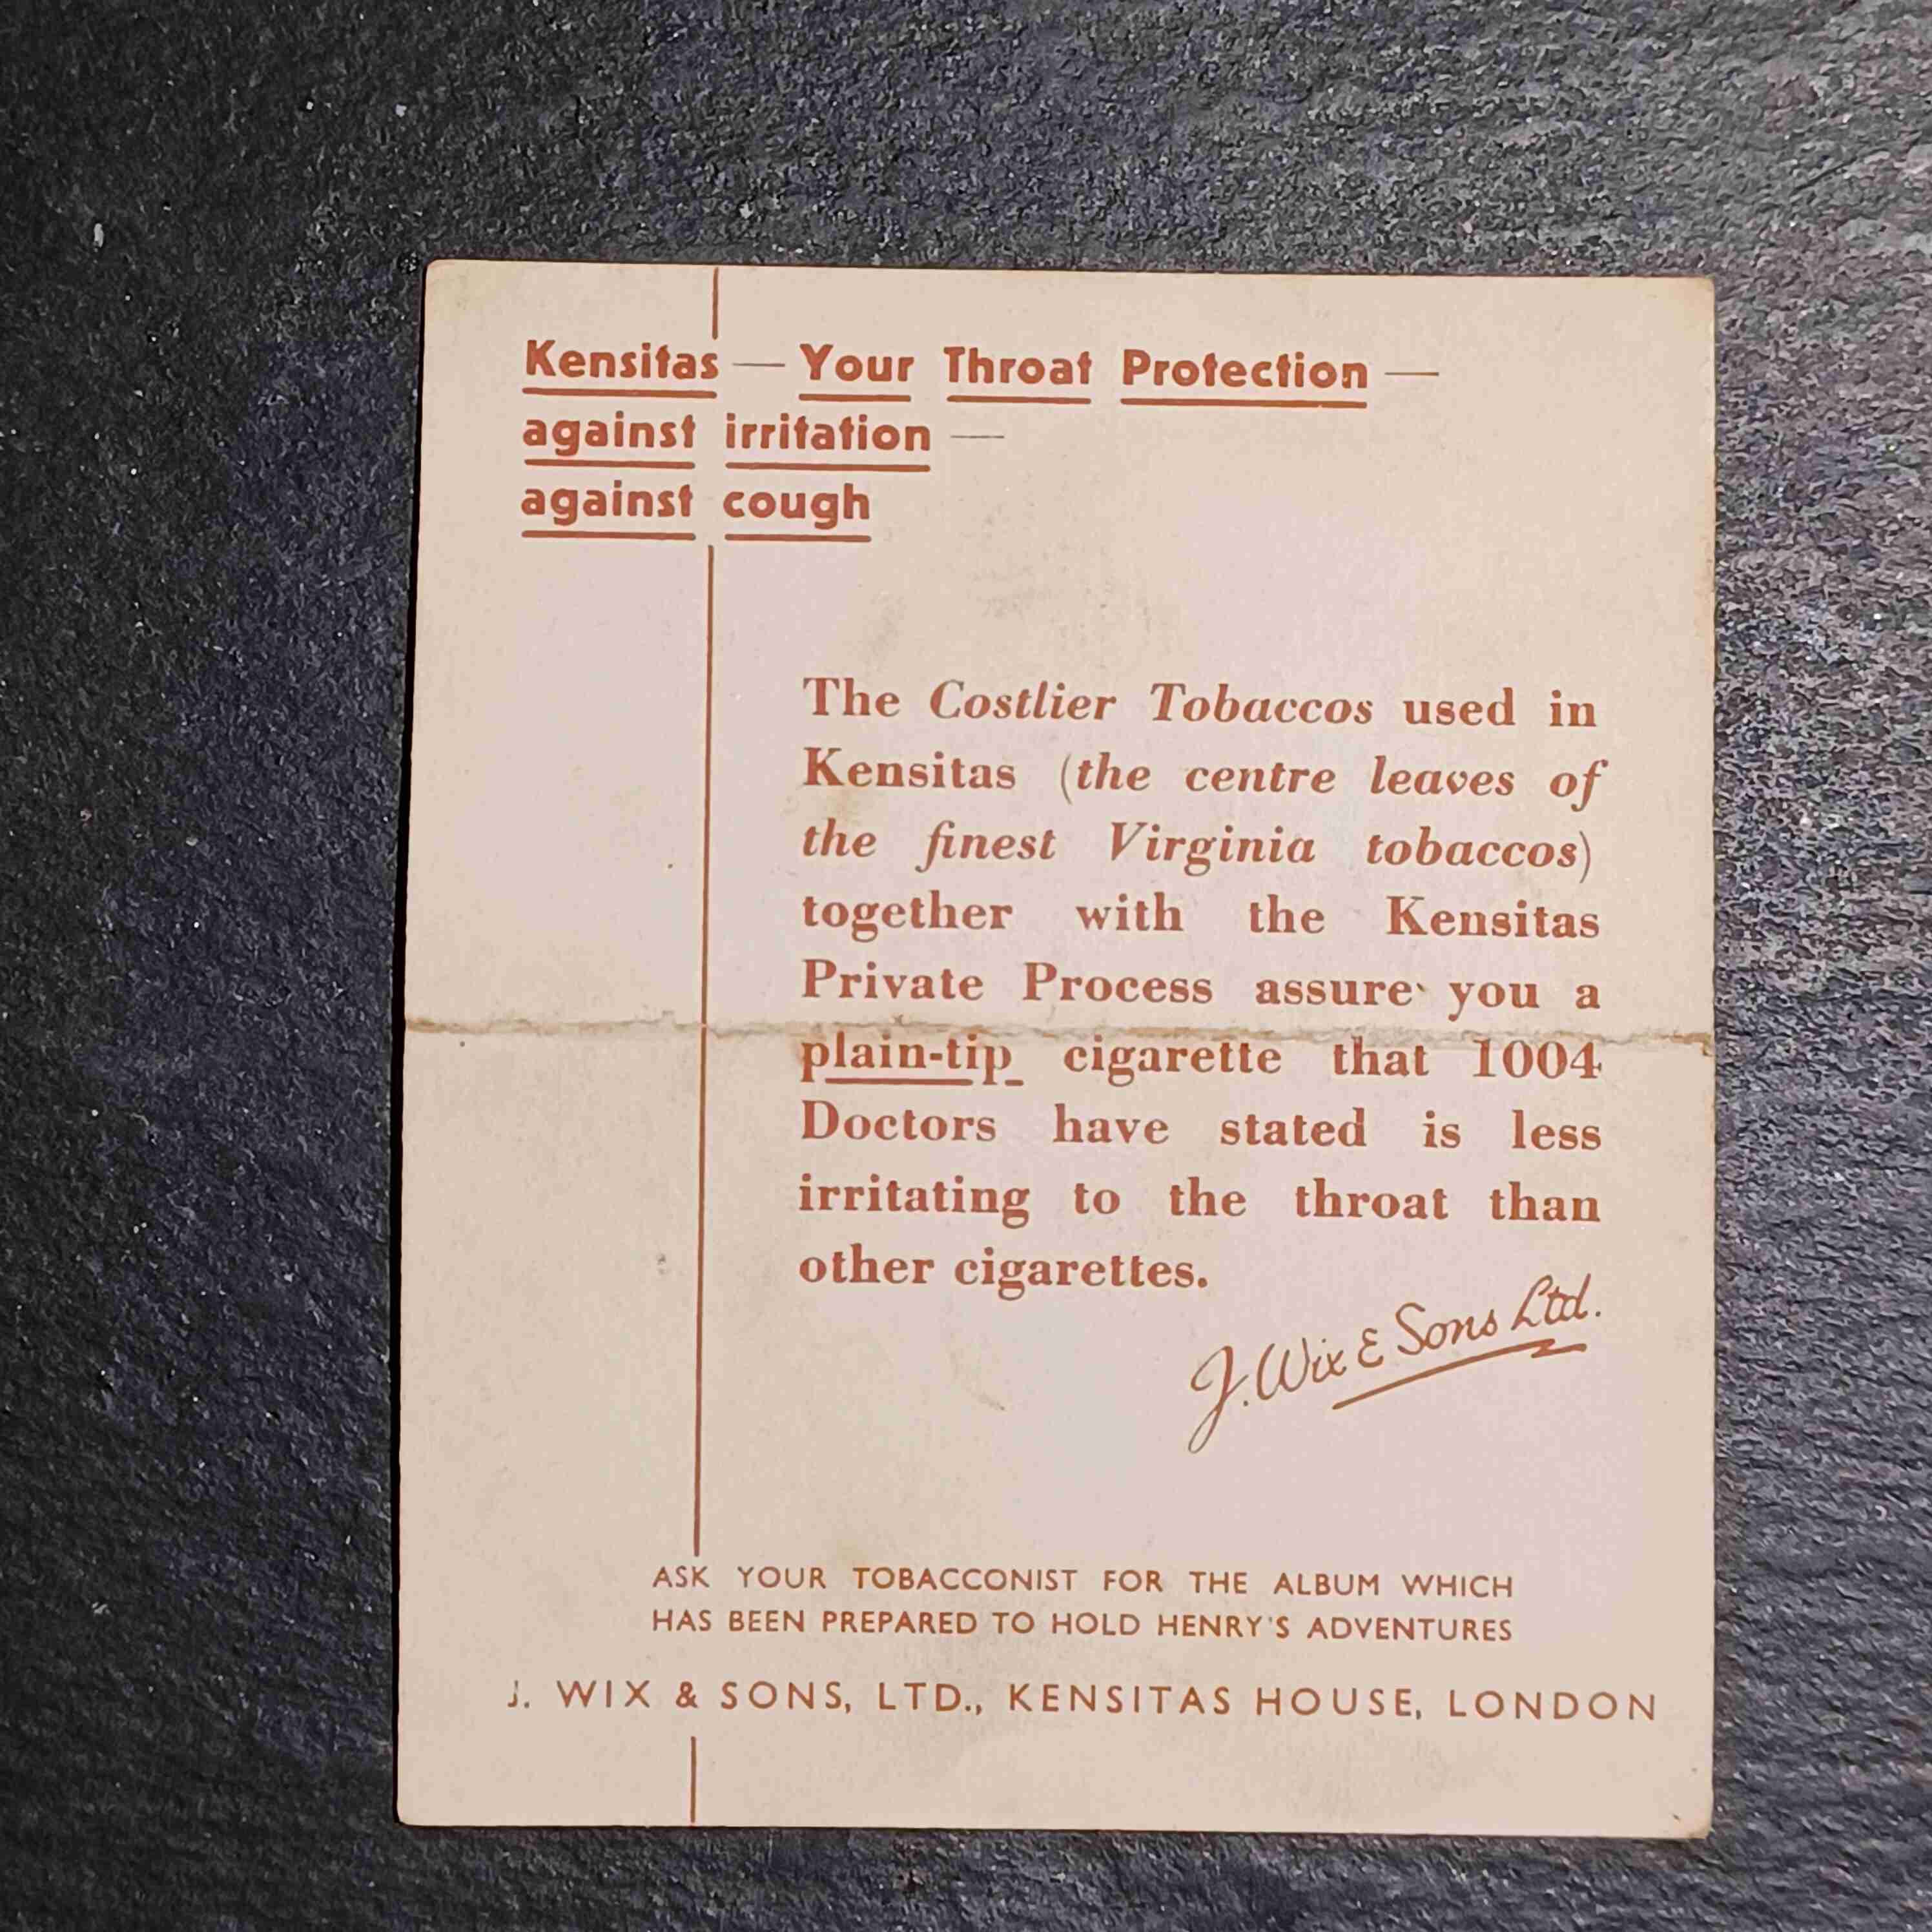 Kensitas — Your Throat Protection —
against irritation —
against cough
The Costlier Tobaccos used in
Kensitas (the centre leaves of
the finest Virginia tobaccos)
together with the Kensitas
Private Process assure you a
plain-tip cigarette that 1004
Doctors have stated is less
irritating to the throat than
other cigarettes.
J. Wix & Sons Ltd.
ASK YOUR TOBACCONIST FOR THE ALBUM WHICH
HAS BEEN PREPARED TO HOLD HENRY'S ADVENTURES
J. WIX & SONS, LTD., KENSITAS HOUSE, LONDON